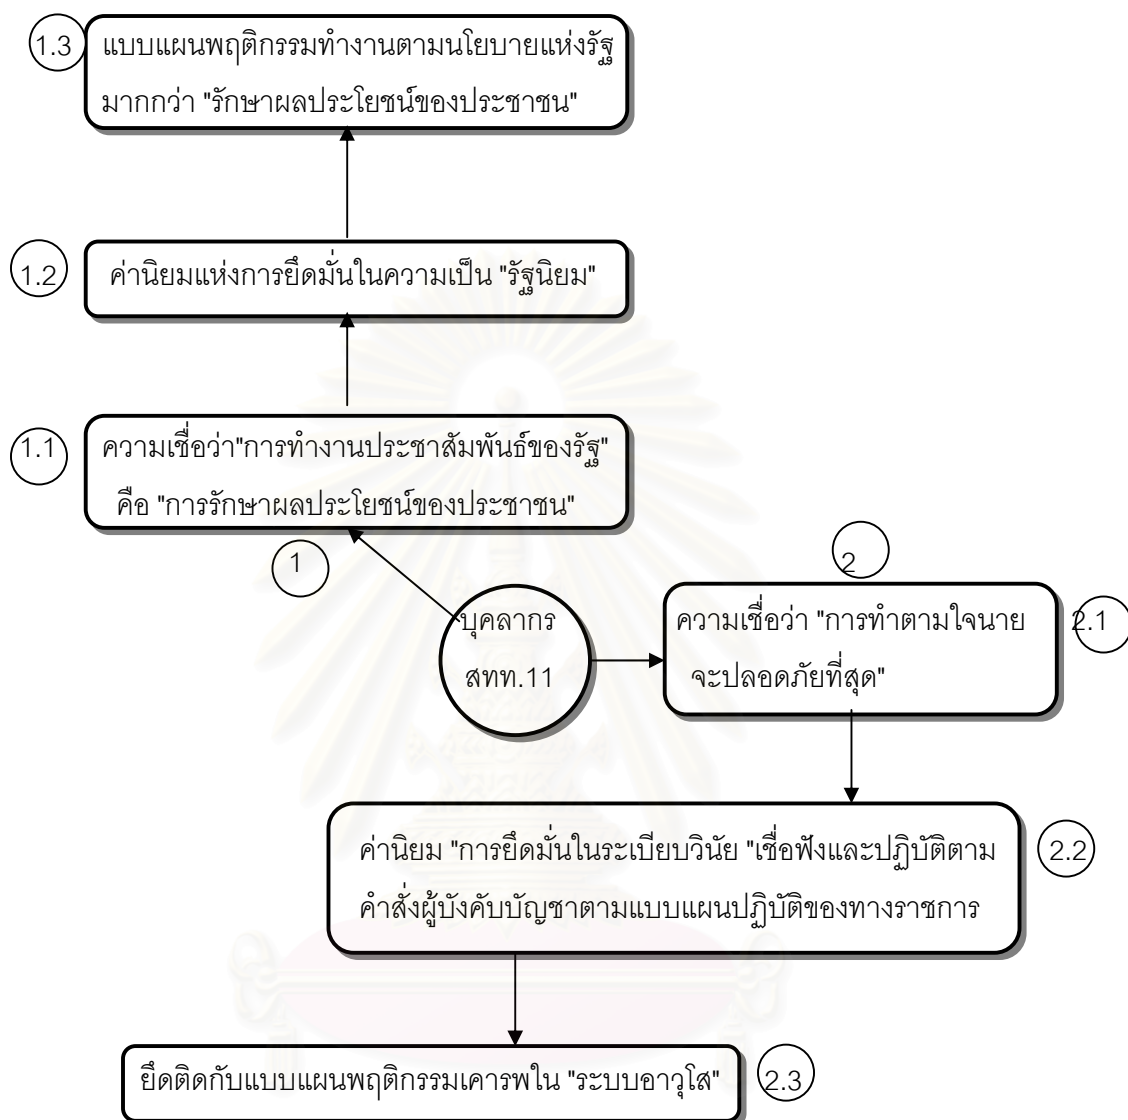 1.3
แบบแผนพฤติกรรมทำงานตามนโยบายแห่งรัฐ
มากกว่า "รักษาผลประโยชน์ของประชาชน"
1.2
ค่านิยมแห่งการยึดมั่นในความเป็น "รัฐนิยม"
1.1
ความเชื่อว่า"การทำงานประชาสัมพันธ์ของรัฐ"
คือ "การรักษาผลประโยชน์ของประชาชน"
1
2
บุคลากร
สทท.11
ความเชื่อว่า "การทำตามใจนาย
จะปลอดภัยที่สุด"
2.1
ค่านิยม "การยึดมั่นในระเบียบวินัย "เชื่อฟังและปฏิบัติตาม
คำสั่งผู้บังคับบัญชาตามแบบแผนปฏิบัติของทางราชการ
2.2
ยึดติดกับแบบแผนพฤติกรรมเคารพใน "ระบบอาวุโส"
2.3